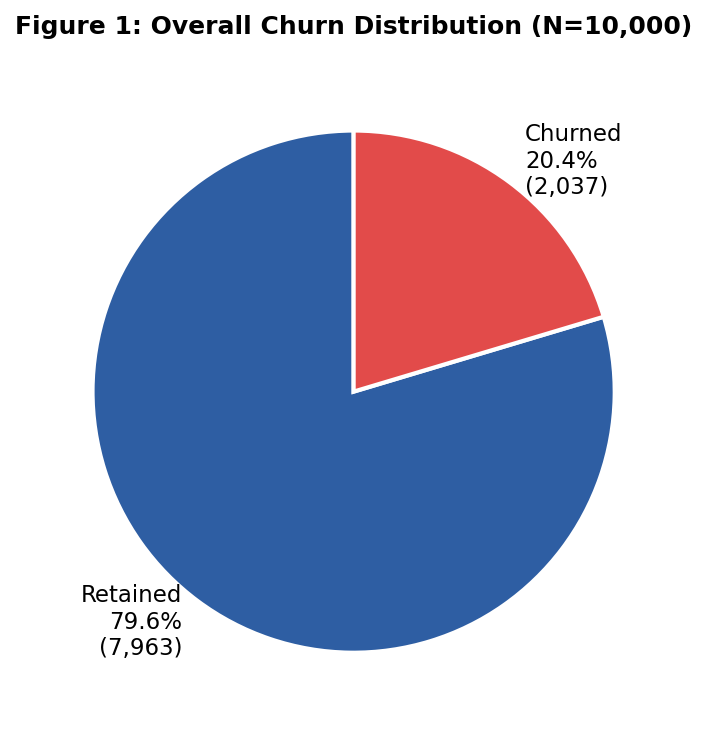 Figure 1: Overall Churn Distribution (N=10,000)
Churned
20.4%
(2,037)
Retained
79.6%
(7,963)